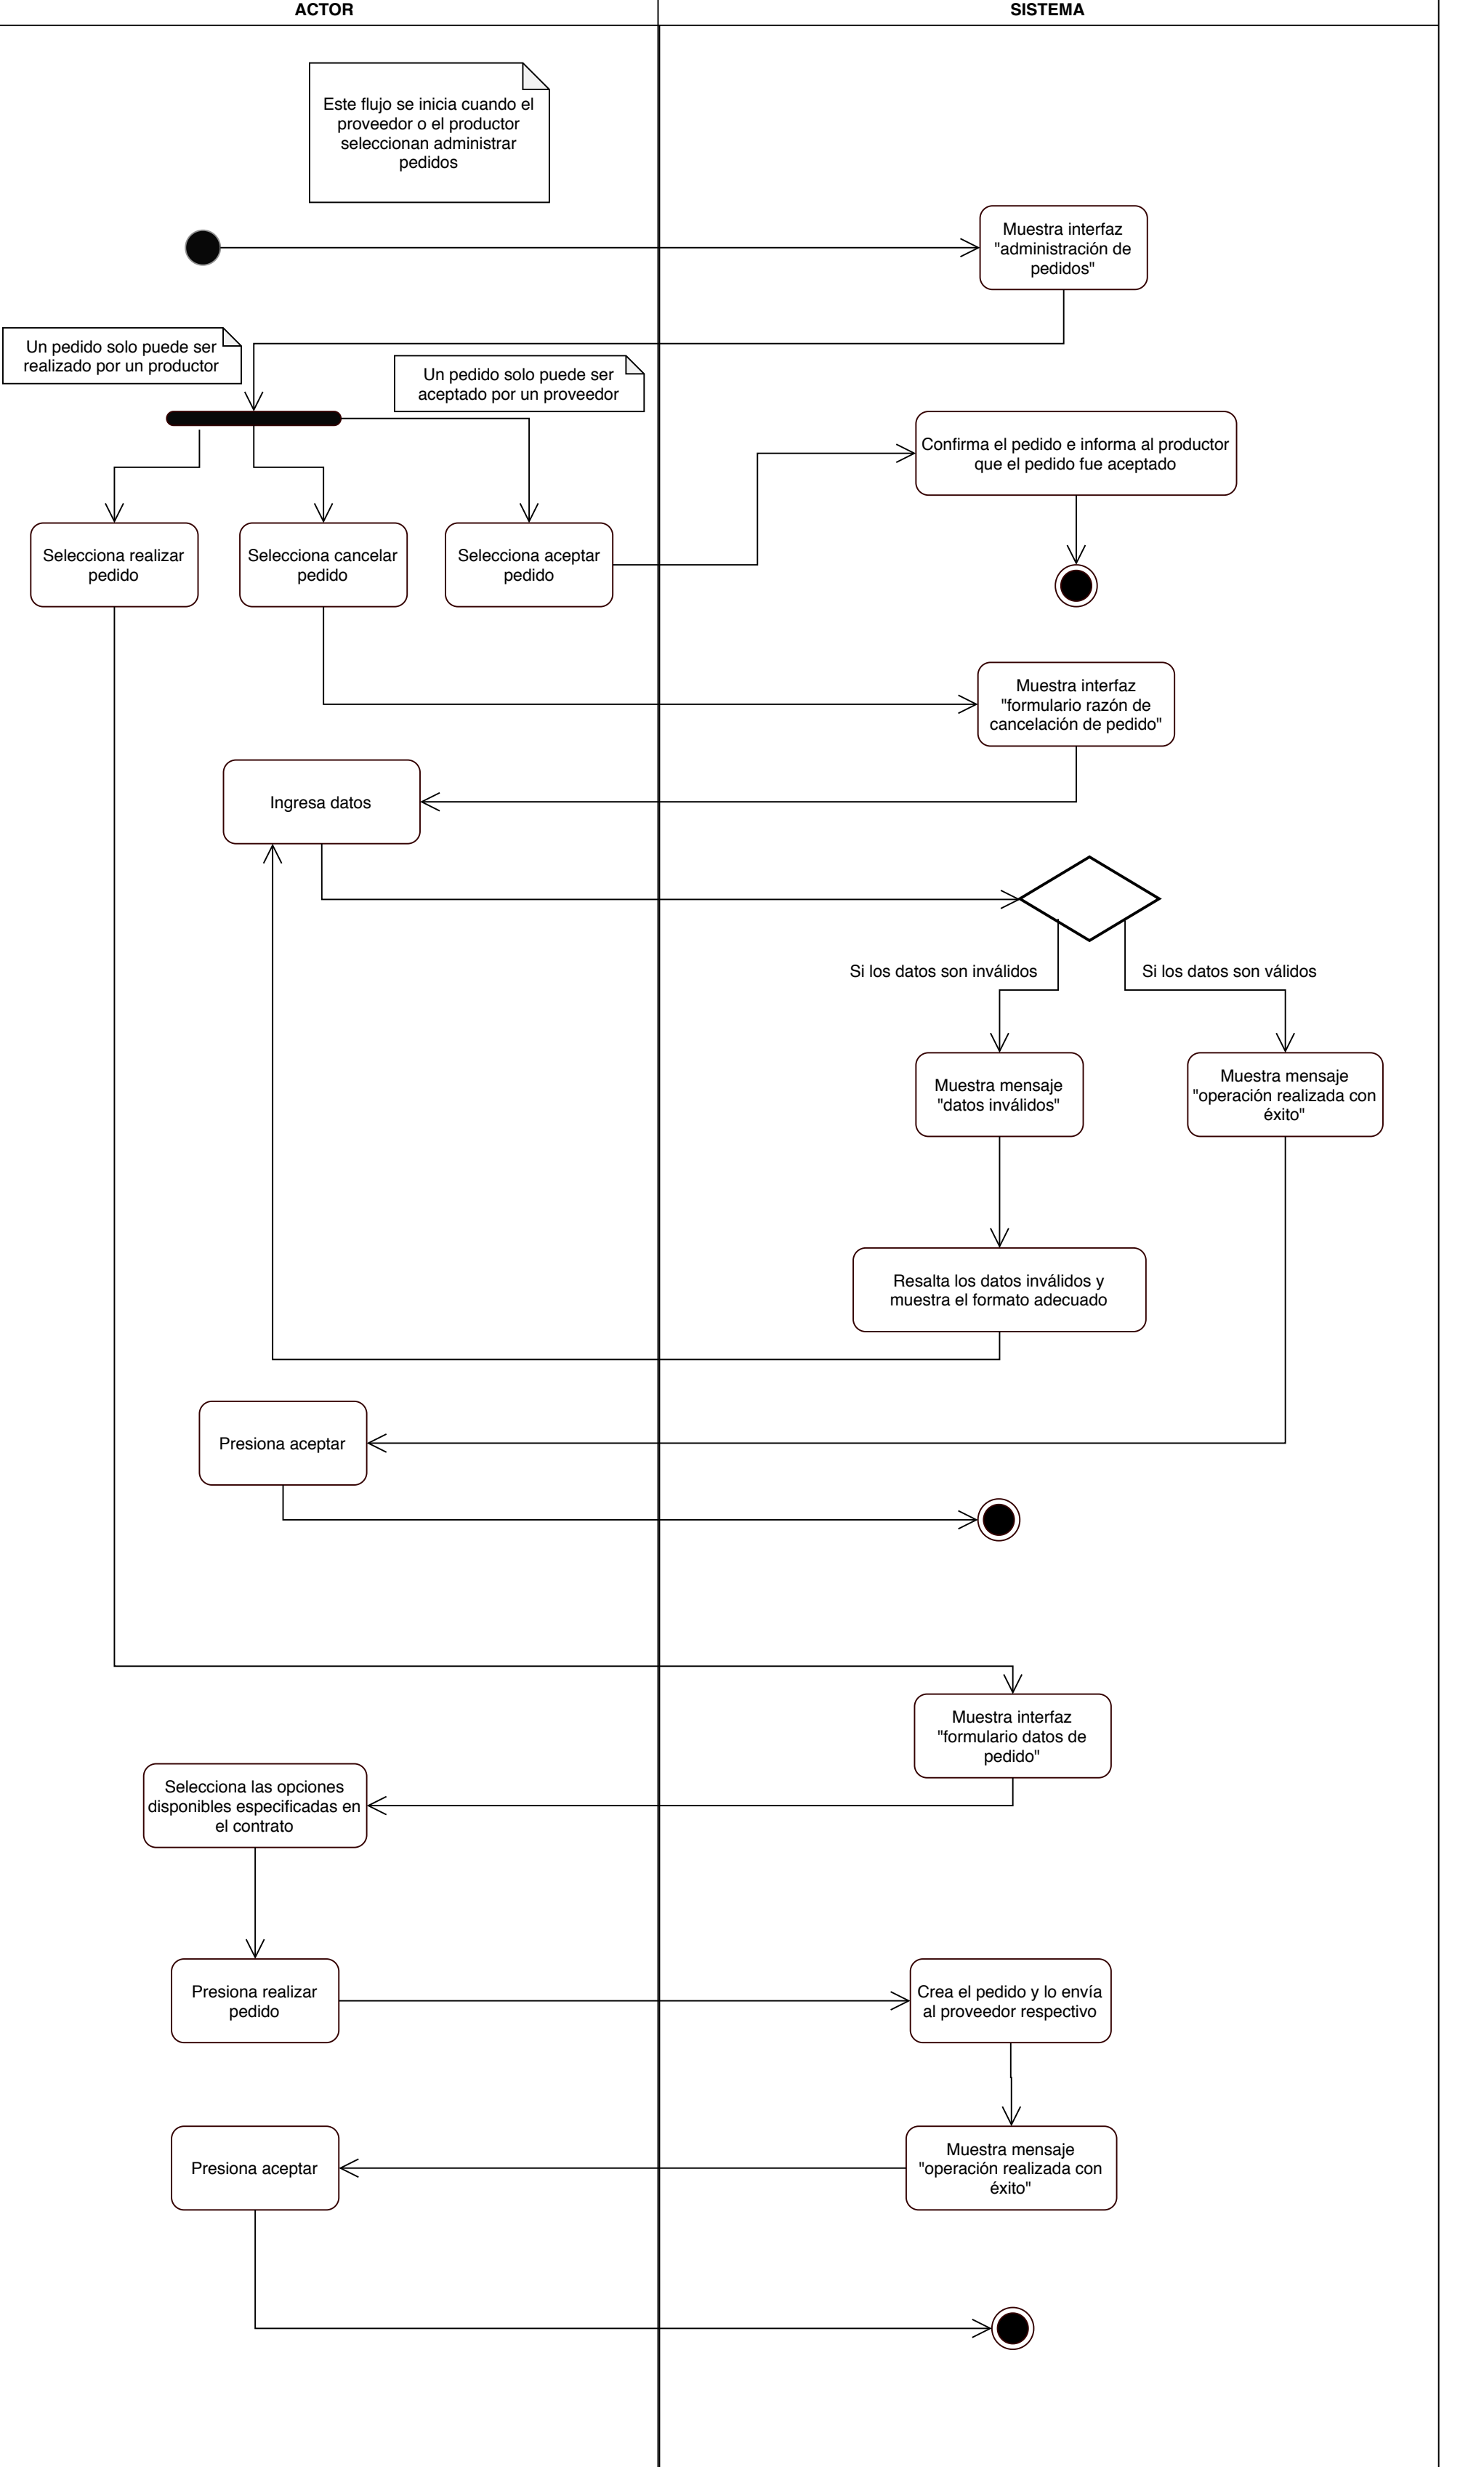 ACTOR
SISTEMA
Este flujo se inicia cuando el
proveedor o el productor
seleccionan administrar
pedidos
Muestra interfaz
"administración de
pedidos"
Un pedido solo puede ser
realizado por un productor
Un pedido solo puede ser
aceptado por un proveedor
Confirma el pedido e informa al productor
que el pedido fue aceptado
Selecciona realizar
pedido
Selecciona cancelar
pedido
Selecciona aceptar
pedido
Muestra interfaz
"formulario razón de
cancelación de pedido"
Ingresa datos
Si los datos son inválidos
Si los datos son válidos
Muestra mensaje
"datos inválidos"
Muestra mensaje
"operación realizada con
éxito"
Resalta los datos inválidos y
muestra el formato adecuado
Presiona aceptar
Muestra interfaz
"formulario datos de
pedido"
Selecciona las opciones
disponibles especificadas en
el contrato
Presiona realizar
pedido
Crea el pedido y lo envía
al proveedor respectivo
Presiona aceptar
Muestra mensaje
"operación realizada con
éxito"